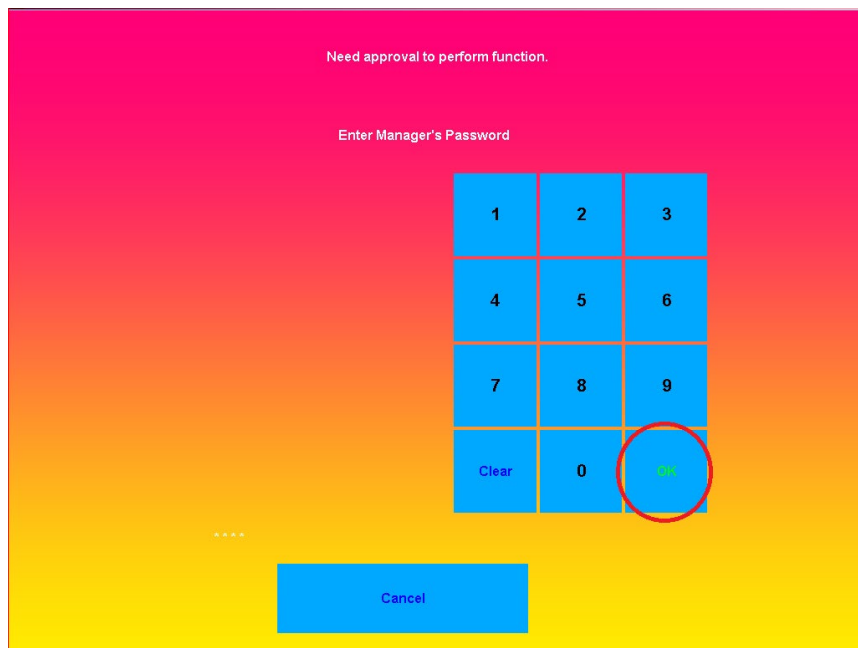 Need approval to perform function.
Enter Manager's Password
1 2 3
4 5 6
7 8 9
Clear 0 OK
****
Cancel